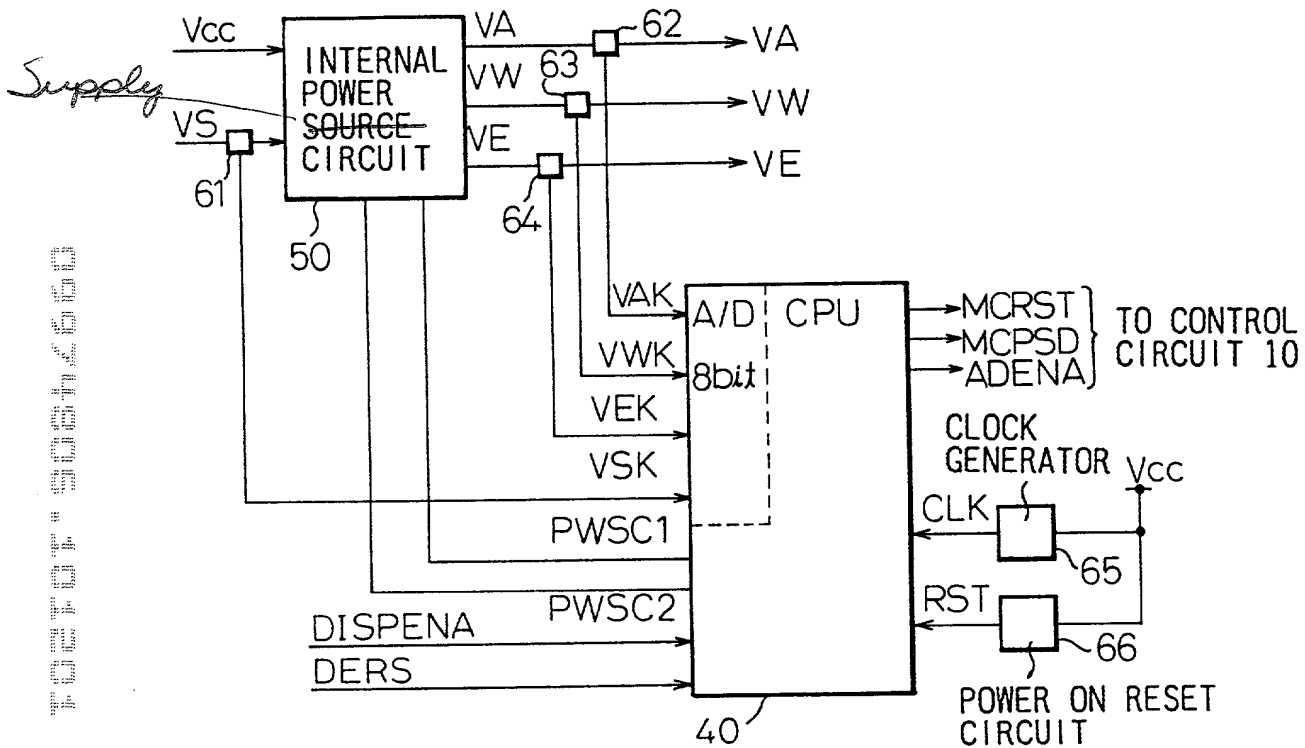 Vcc
INTERNAL
POWER
SOURCE
CIRCUIT
Supply
VS
61
50
VA
62
VA
VW
63
VW
VE
64
VE
VAK
VWK
VEK
VSK
A/D
8bit
CPU
PWSC1
PWSC2
DISPENA
DERS
40
MCRST
MCPSD
ADENA
TO CONTROL
CIRCUIT 10
CLOCK
GENERATOR
Vcc
CLK
65
RST
66
POWER ON RESET
CIRCUIT
09974805.101201